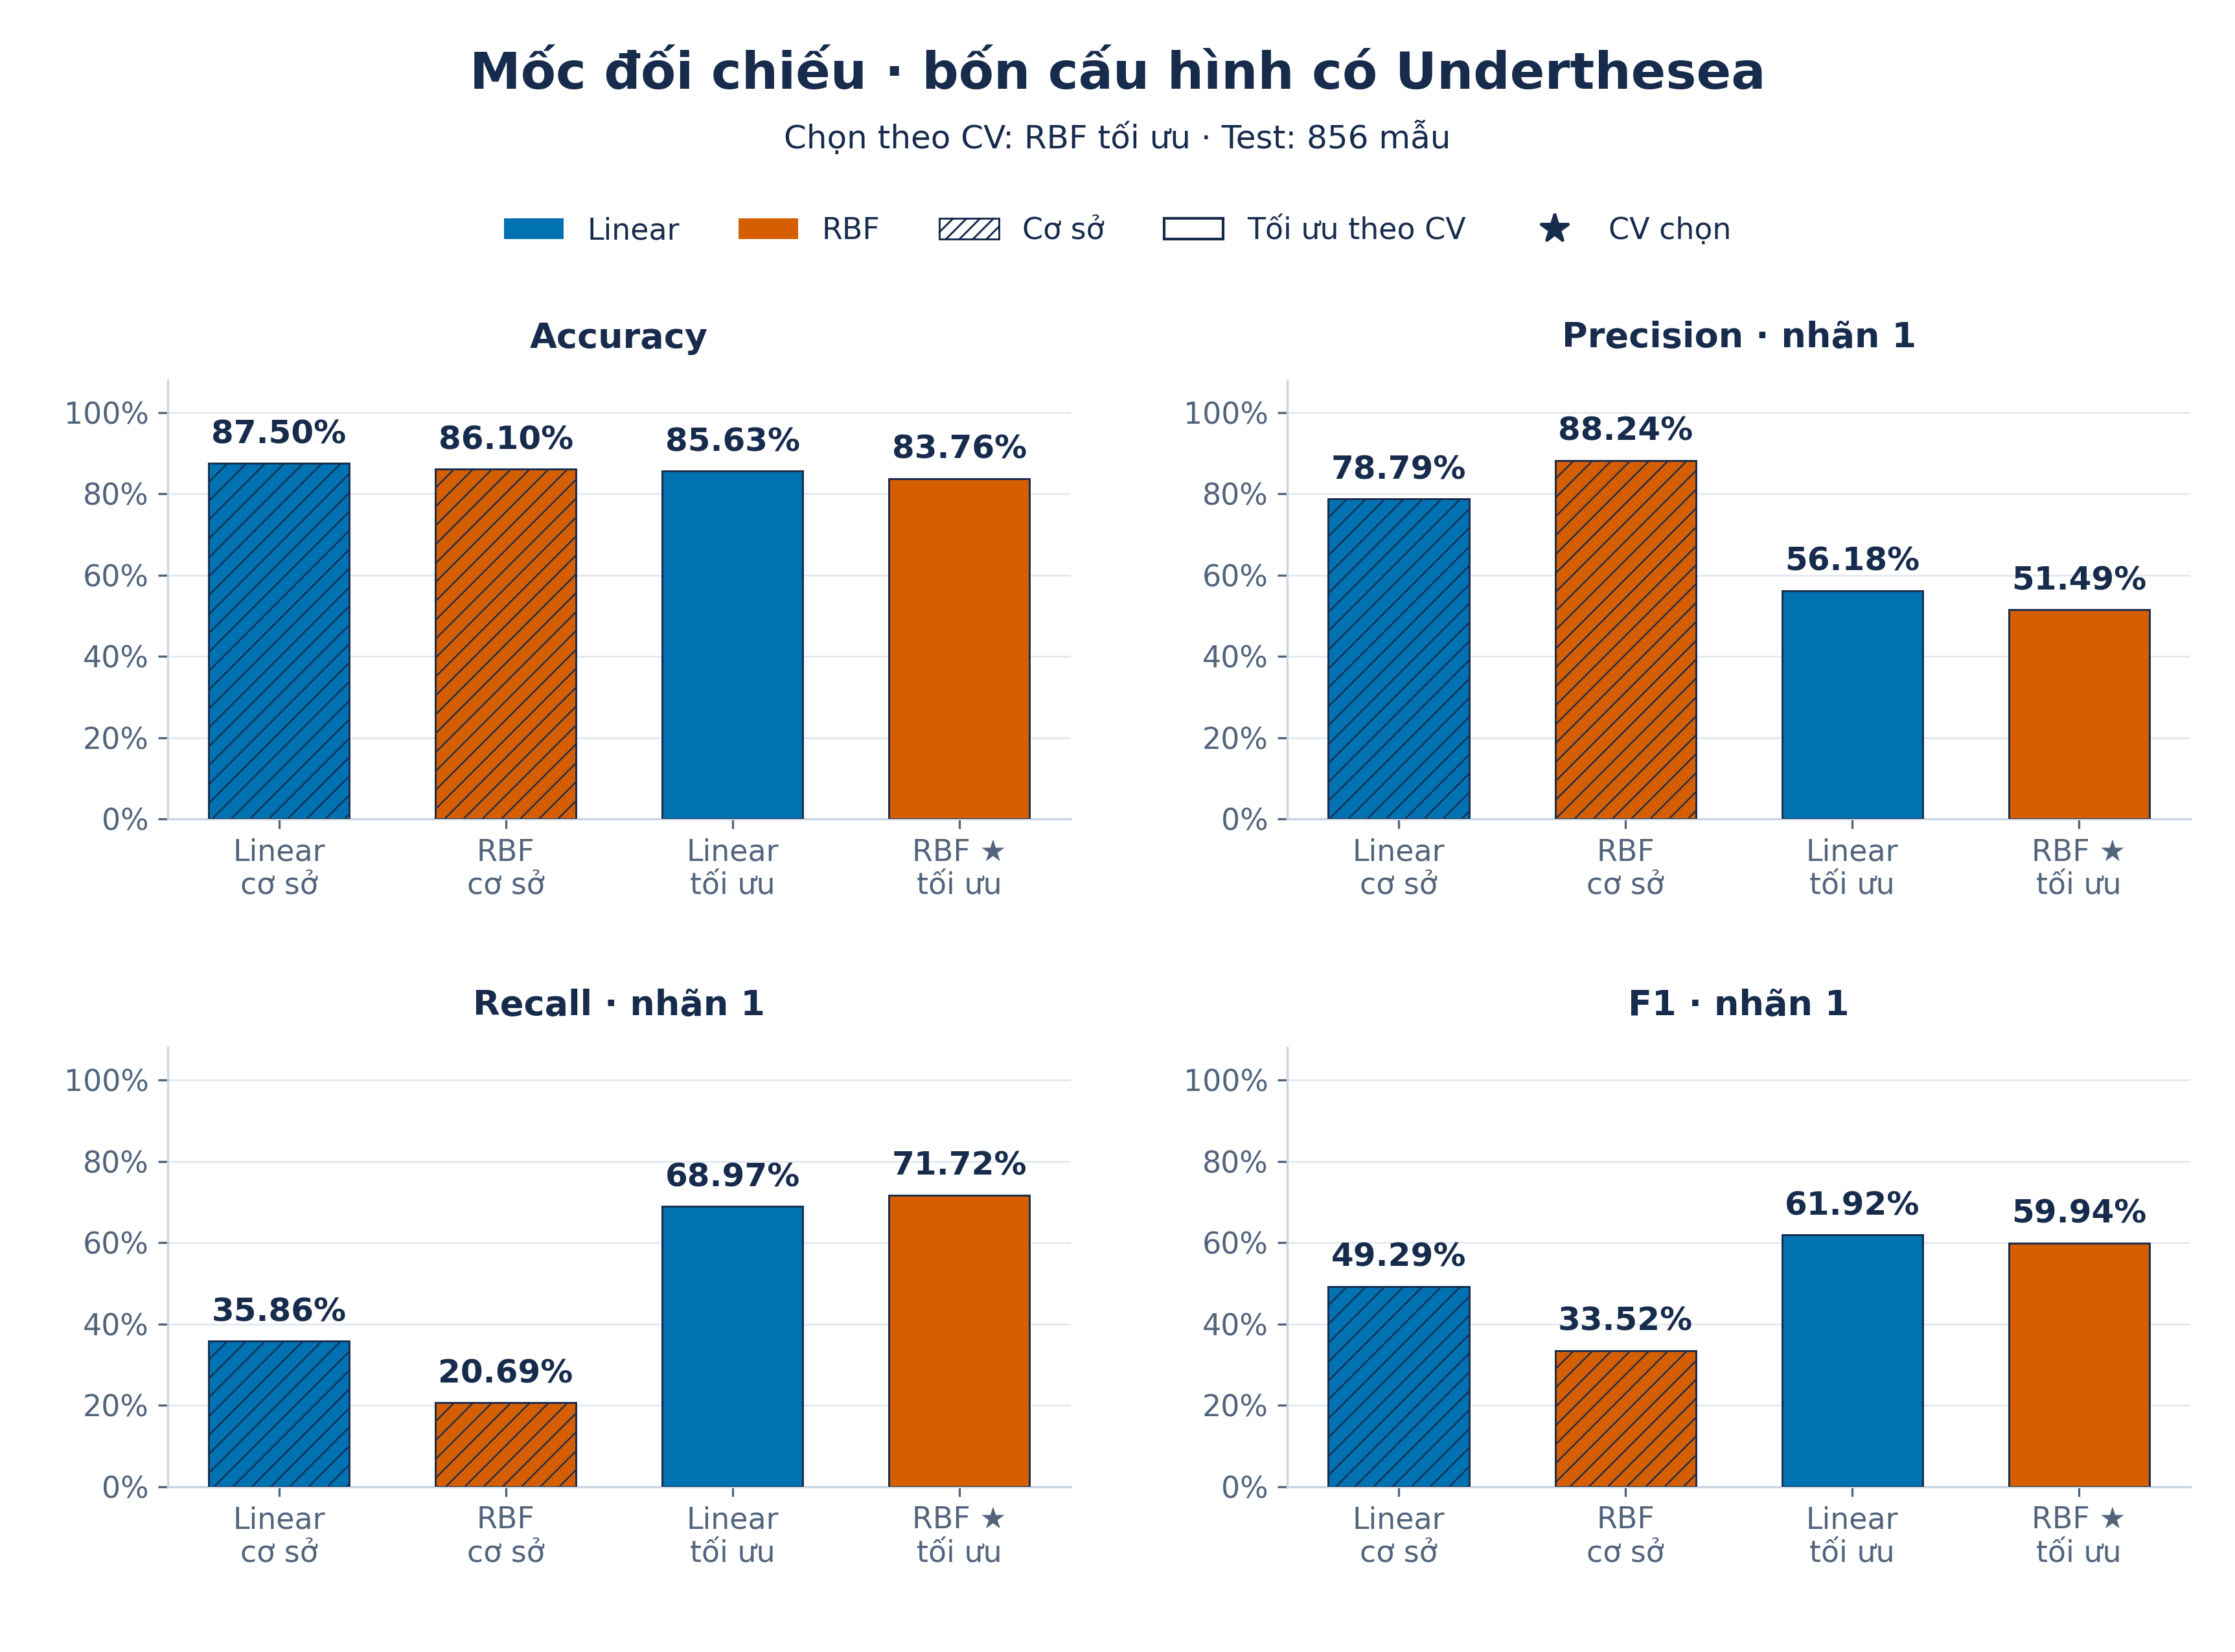 Mốc đối chiếu · bốn cấu hình có Underthesea
Chọn theo CV: RBF tối ưu · Test: 856 mẫu
Linear RBF Cơ sở Tối ưu theo CV ★ CV chọn
Accuracy
100%
80%
60%
40%
20%
0%
87.50% 86.10% 85.63% 83.76%
Linear RBF Linear RBF ★
cơ sở cơ sở tối ưu tối ưu
Precision · nhãn 1
100%
80%
60%
40%
20%
0%
78.79% 88.24% 56.18% 51.49%
Linear RBF Linear RBF ★
cơ sở cơ sở tối ưu tối ưu
Recall · nhãn 1
100%
80%
60%
40%
20%
0%
35.86% 20.69% 68.97% 71.72%
Linear RBF Linear RBF ★
cơ sở cơ sở tối ưu tối ưu
F1 · nhãn 1
100%
80%
60%
40%
20%
0%
49.29% 33.52% 61.92% 59.94%
Linear RBF Linear RBF ★
cơ sở cơ sở tối ưu tối ưu